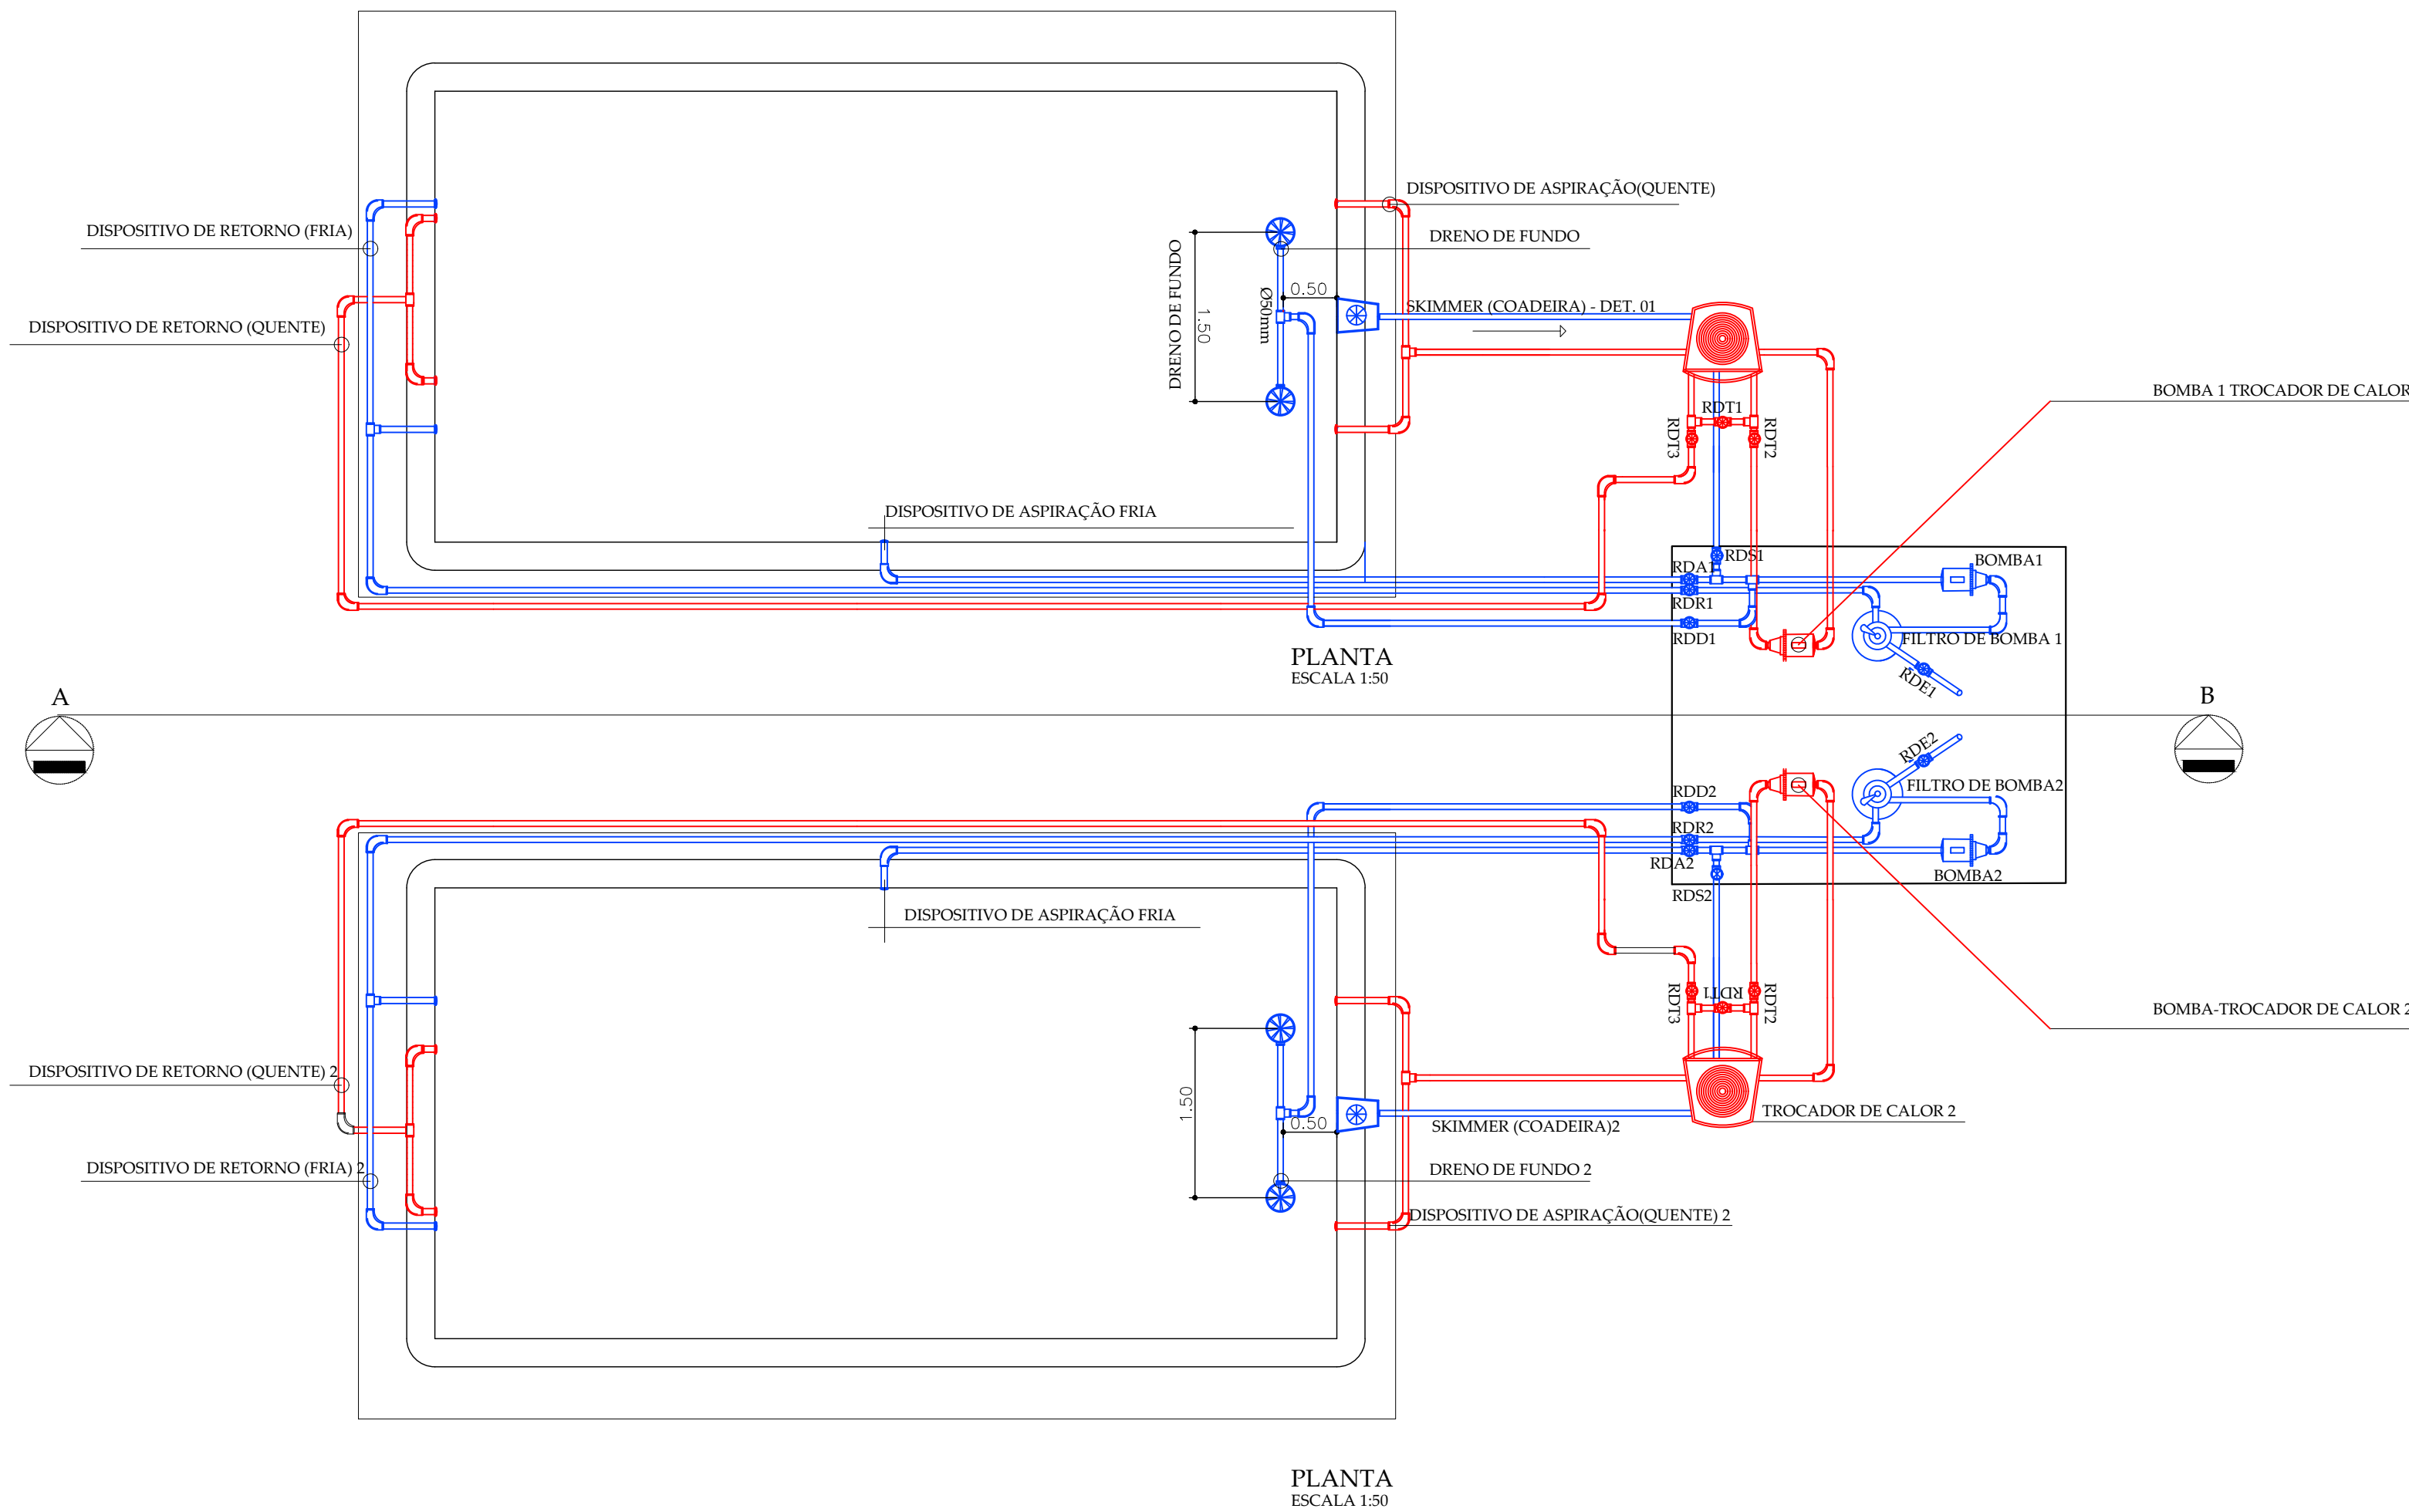 DISPOSITIVO DE ASPIRAÇÃO(QUENTE)
DISPOSITIVO DE RETORNO (FRIA)
DRENO DE FUNDO
DRENO DE FUNDO
1.50
Ø50mm
0.50
SKIMMER (COADEIRA) - DET. 01
DISPOSITIVO DE RETORNO (QUENTE)
BOMBA 1 TROCADOR DE CALOR
RDT1
RDT3
RDT2
DISPOSITIVO DE ASPIRAÇÃO FRIA
RDS1
BOMBA1
RDA1
RDR1
RDD1
FILTRO DE BOMBA 1
RDE1
PLANTA
ESCALA 1:50
A
B
RDE2
FILTRO DE BOMBA2
RDD2
RDR2
RDA2
BOMBA2
RDS2
DISPOSITIVO DE ASPIRAÇÃO FRIA
RDT3
RDT1
RDT2
BOMBA-TROCADOR DE CALOR 2
DISPOSITIVO DE RETORNO (QUENTE) 2
1.50
0.50
TROCADOR DE CALOR 2
SKIMMER (COADEIRA)2
DISPOSITIVO DE RETORNO (FRIA) 2
DRENO DE FUNDO 2
DISPOSITIVO DE ASPIRAÇÃO(QUENTE) 2
PLANTA
ESCALA 1:50